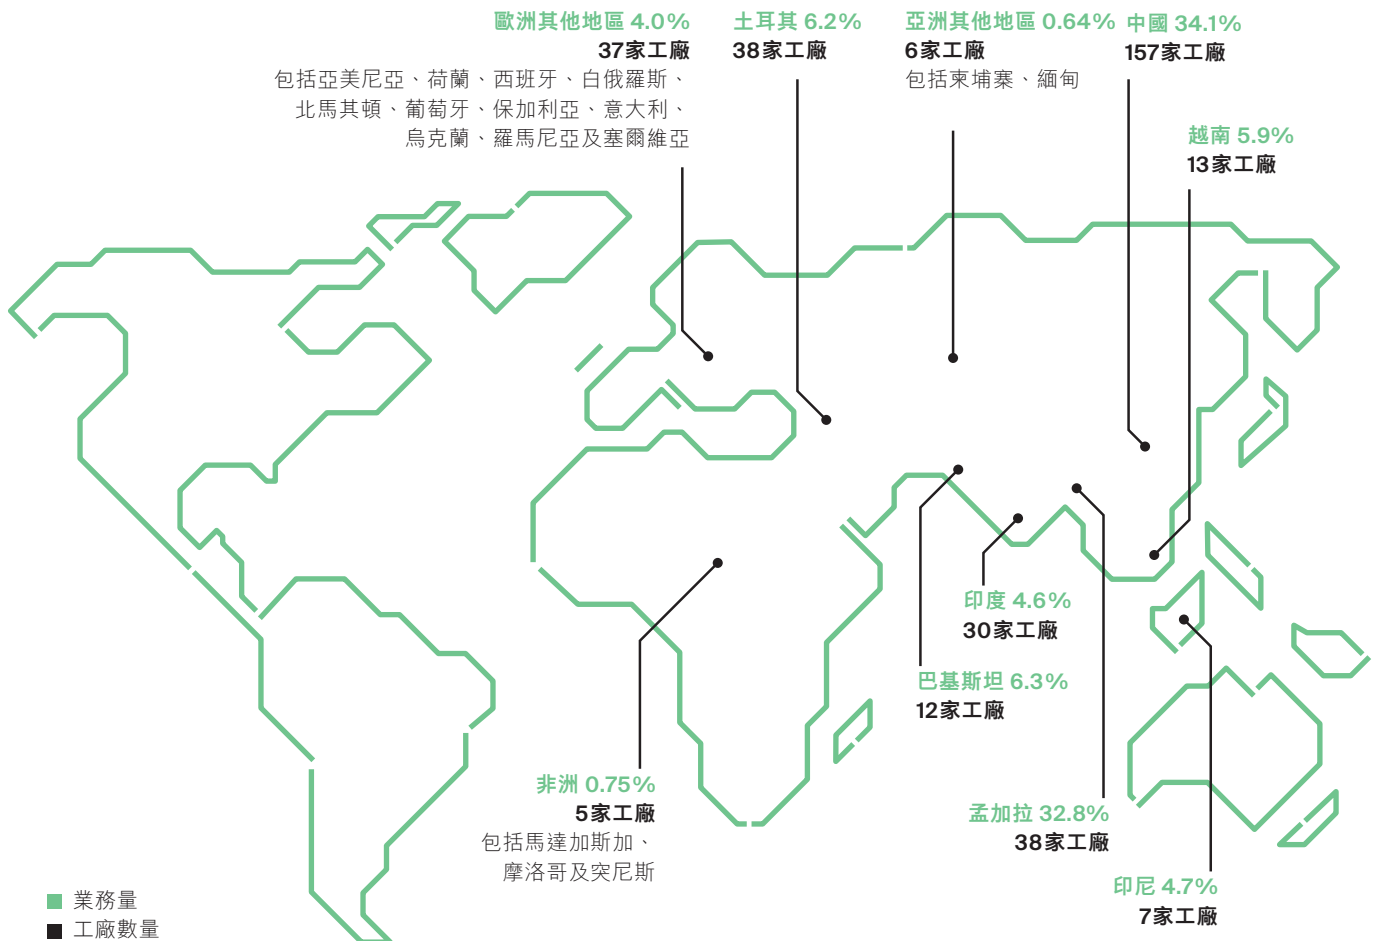 歐洲其他地區 4.0%
37家工廠
包括亞美尼亞、荷蘭、西班牙、白俄羅斯、
北馬其頓、葡萄牙、保加利亞、意大利、
烏克蘭、羅馬尼亞及塞爾維亞
土耳其 6.2%
38家工廠
亞洲其他地區 0.64%
6家工廠
包括柬埔寨、緬甸
中國 34.1%
157家工廠
越南 5.9%
13家工廠
印度 4.6%
30家工廠
巴基斯坦 6.3%
12家工廠
非洲 0.75%
5家工廠
包括馬達加斯加、
摩洛哥及突尼斯
孟加拉 32.8%
38家工廠
印尼 4.7%
7家工廠
業務量
工廠數量